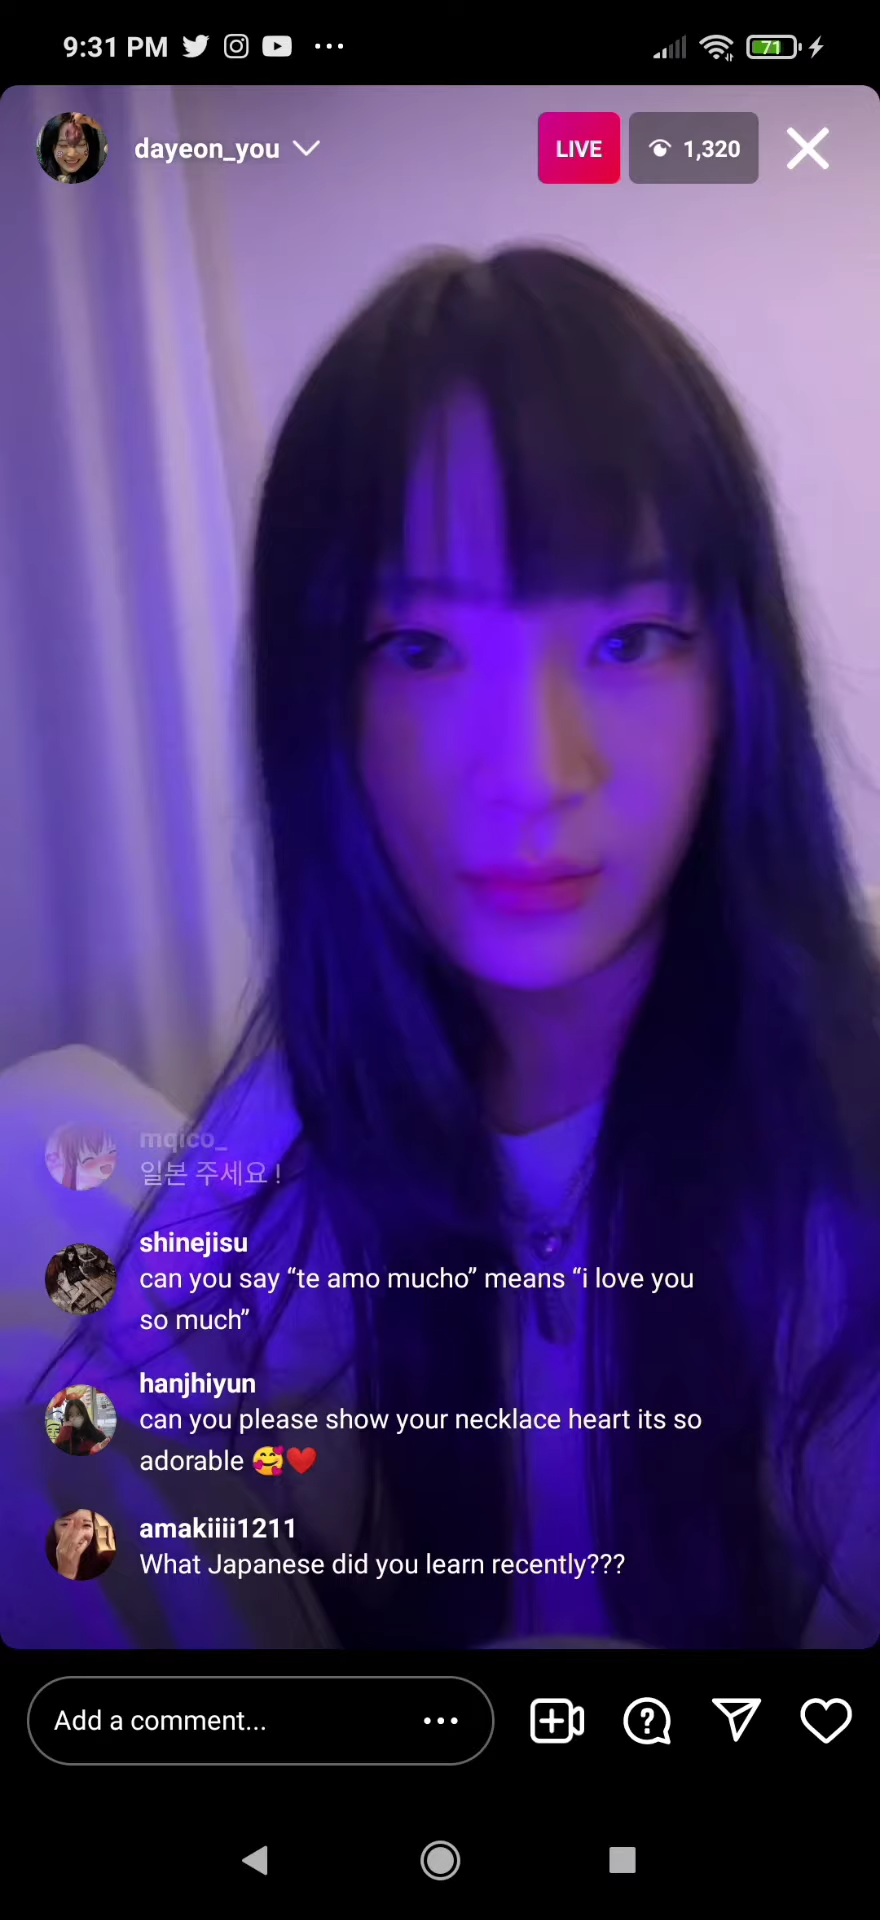 9:31 PM
71
dayeon_you
LIVE
1,320
mqico_
일본 주세요 !
shinejisu
can you say “te amo mucho” means “i love you
so much”
hanjhiyun
can you please show your necklace heart its so
adorable 🥰❤️
amakiiii1211
What Japanese did you learn recently???
Add a comment...